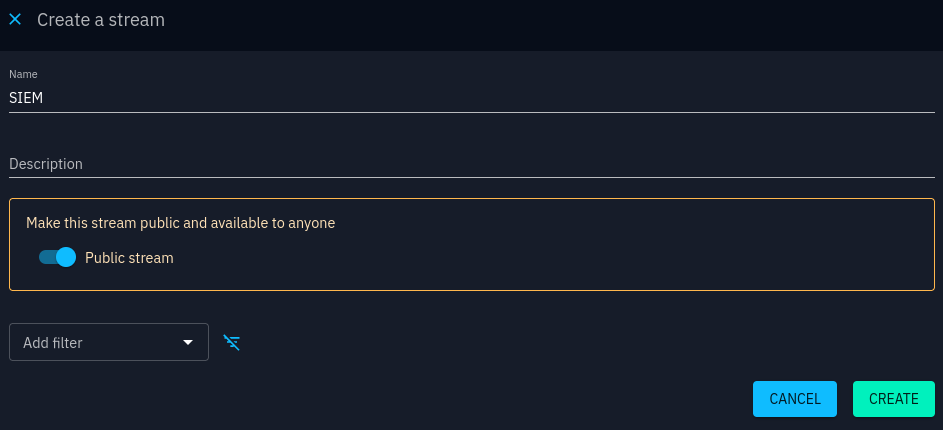 Create a stream
Name
SIEM
Description
Make this stream public and available to anyone
Public stream
Add filter
CANCEL
CREATE